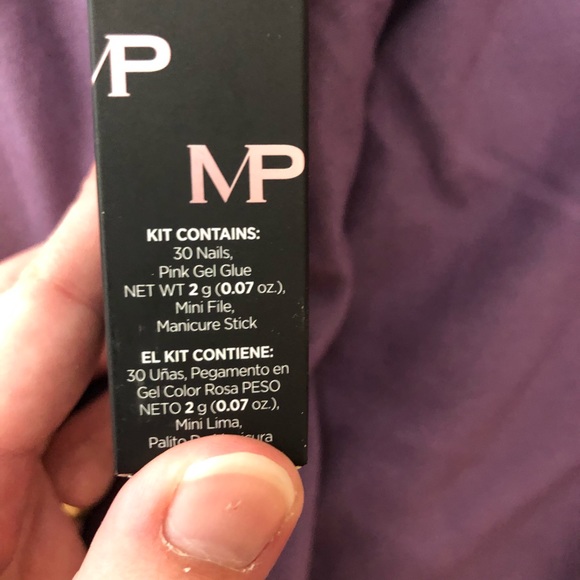 MP
MP
KIT CONTAINS:
30 Nails,
Pink Gel Glue
NET WT 2 g (0.07 oz.),
Mini File,
Manicure Stick
EL KIT CONTIENE:
30 Uñas, Pegamento en
Gel Color Rosa PESO
NETO 2 g (0.07 oz.),
Mini Lima,
Palito